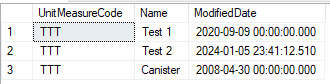 UnitMeasureCode Name ModifiedDate
1 TTT Test 1 2020-09-09 00:00:00.000
2 TTT Test 2 2024-01-05 23:41:12.510
3 TTT Canister 2008-04-30 00:00:00.000